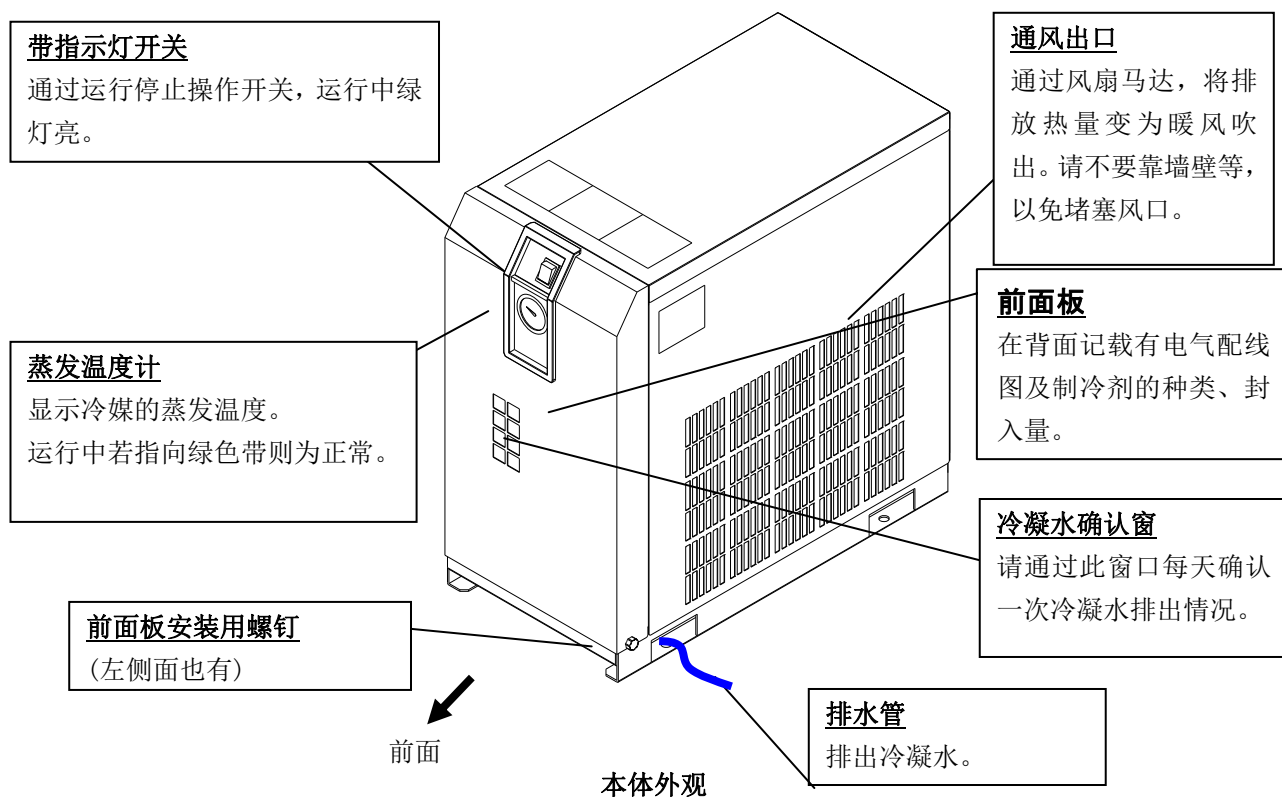 带指示灯开关
通过运行停止操作开关，运行中绿
灯亮。
通风出口
通过风扇马达，将排
放热量变为暖风吹
出。请不要靠墙壁等，
以免堵塞风口。
蒸发温度计
显示冷媒的蒸发温度。
运行中若指向绿色带则为正常。
前面板
在背面记载有电气配线
图及制冷剂的种类、封
入量。
冷凝水确认窗
请通过此窗口每天确认
一次冷凝水排出情况。
前面板安装用螺钉
(左侧面也有)
排水管
排出冷凝水。
前面
本体外观